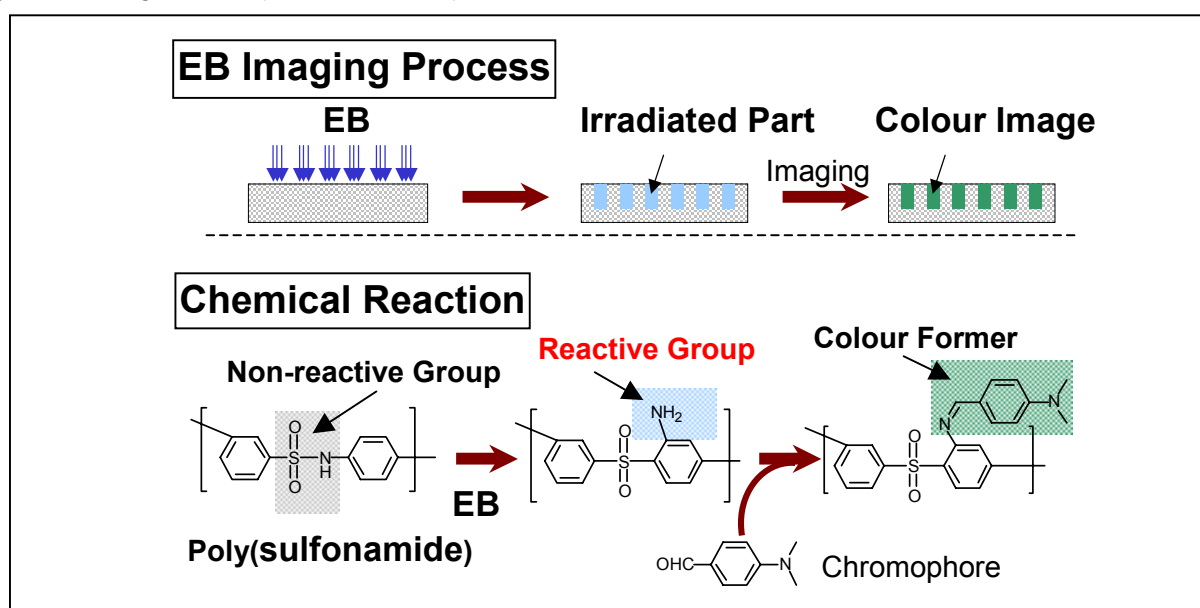 EB Imaging Process
EB
Irradiated Part
Colour Image
Imaging
Chemical Reaction
Reactive Group
Colour Former
Non-reactive Group
NH2
N
N
O
S
O
N
H
O
S
O
O
S
O
EB
Poly(sulfonamide)
OHC
N
Chromophore